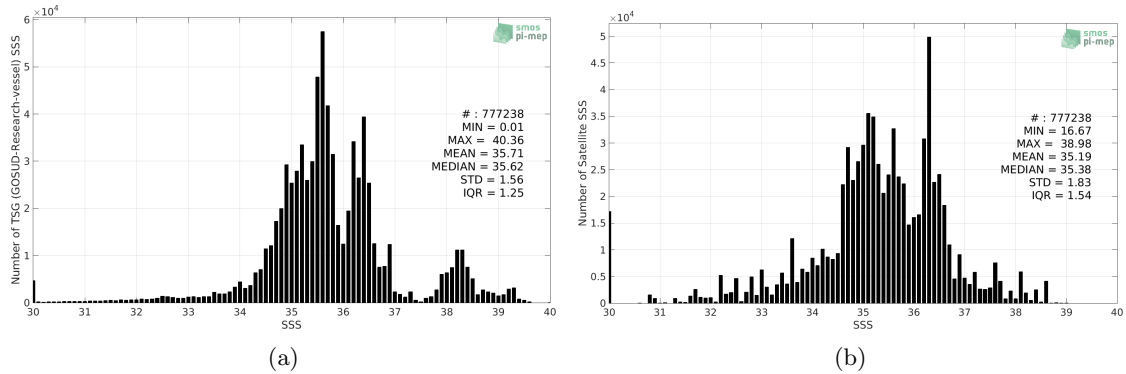 ×10⁴
smos
pi-mep
Number of TSG (GOSUD-Research-vessel) SSS
6
5
4
3
2
1
0
# : 777238
MIN = 0.01
MAX = 40.36
MEAN = 35.71
MEDIAN = 35.62
STD = 1.56
IQR = 1.25
30 31 32 33 34 35 36 37 38 39 40
SSS
(a)
×10⁴
smos
pi-mep
Number of Satellite SSS
5
4.5
4
3.5
3
2.5
2
1.5
1
0.5
0
# : 777238
MIN = 16.67
MAX = 38.98
MEAN = 35.19
MEDIAN = 35.38
STD = 1.83
IQR = 1.54
30 31 32 33 34 35 36 37 38 39 40
SSS
(b)